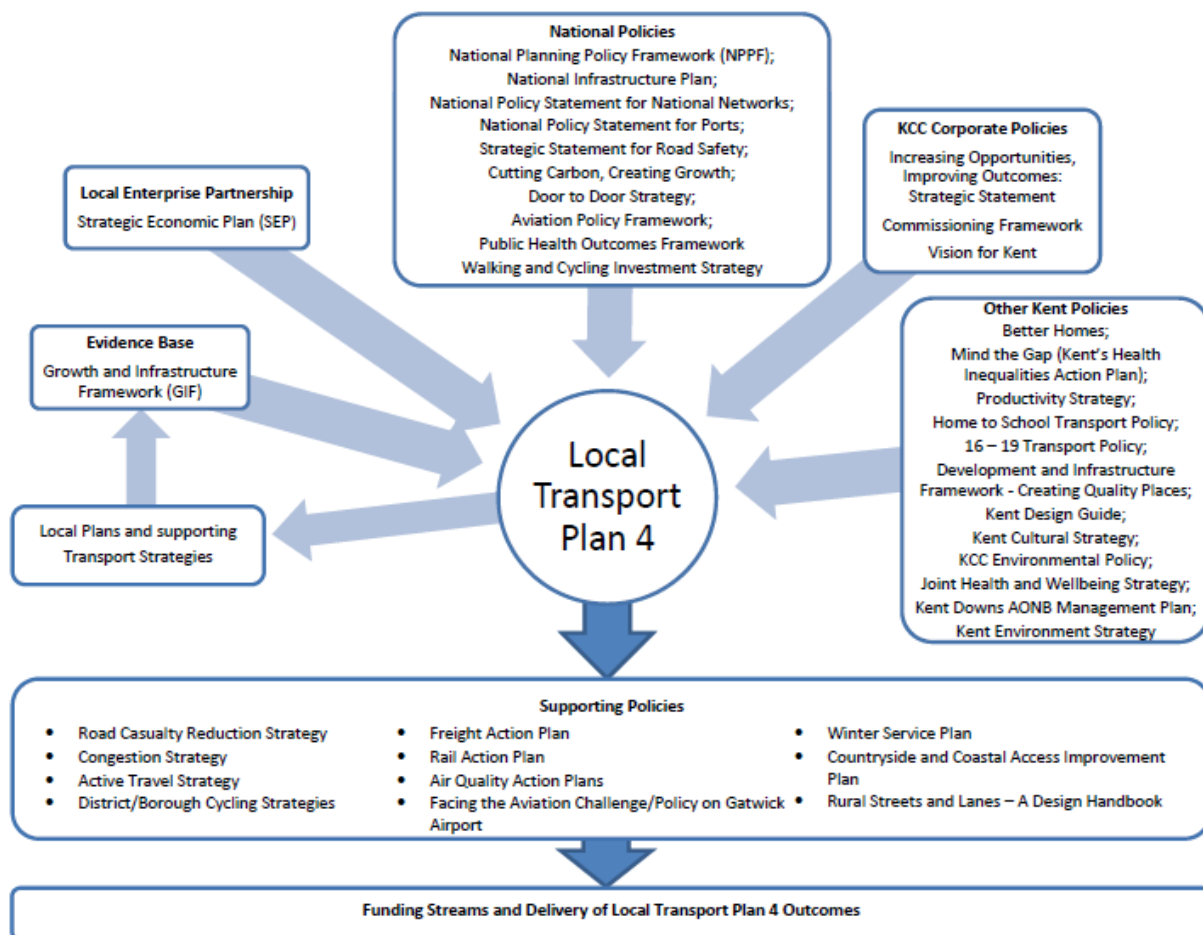 National Policies
National Planning Policy Framework (NPPF);
National Infrastructure Plan;
National Policy Statement for National Networks;
National Policy Statement for Ports;
Strategic Statement for Road Safety;
Cutting Carbon, Creating Growth;
Door to Door Strategy;
Aviation Policy Framework;
Public Health Outcomes Framework
Walking and Cycling Investment Strategy
KCC Corporate Policies
Increasing Opportunities,
Improving Outcomes:
Strategic Statement
Commissioning Framework
Vision for Kent
Local Enterprise Partnership
Strategic Economic Plan (SEP)
Other Kent Policies
Better Homes;
Mind the Gap (Kent's Health
Inequalities Action Plan);
Productivity Strategy;
Home to School Transport Policy;
16 – 19 Transport Policy;
Development and Infrastructure
Framework - Creating Quality Places;
Kent Design Guide;
Kent Cultural Strategy;
KCC Environmental Policy;
Joint Health and Wellbeing Strategy;
Kent Downs AONB Management Plan;
Kent Environment Strategy
Evidence Base
Growth and Infrastructure
Framework (GIF)
Local Plans and supporting
Transport Strategies
Local
Transport
Plan 4
Supporting Policies
• Road Casualty Reduction Strategy
• Congestion Strategy
• Active Travel Strategy
• District/Borough Cycling Strategies
• Freight Action Plan
• Rail Action Plan
• Air Quality Action Plans
• Facing the Aviation Challenge/Policy on Gatwick
Airport
• Winter Service Plan
• Countryside and Coastal Access Improvement
Plan
• Rural Streets and Lanes – A Design Handbook
Funding Streams and Delivery of Local Transport Plan 4 Outcomes